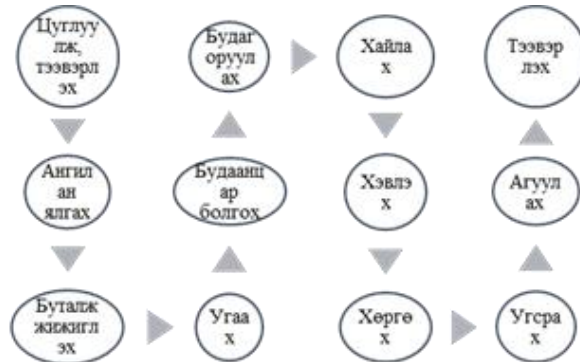 Цуглуу
лж,
тээвэрл
эх
Ангил
ан
ялгах
Буталж
жижигл
эх
Угаа
х
Будаанц
ар
болгох
Будаг
оруул
ах
Хайла
х
Хэвлэ
х
Хөргө
х
Угсра
х
Агуул
ах
Тээвэр
лэх